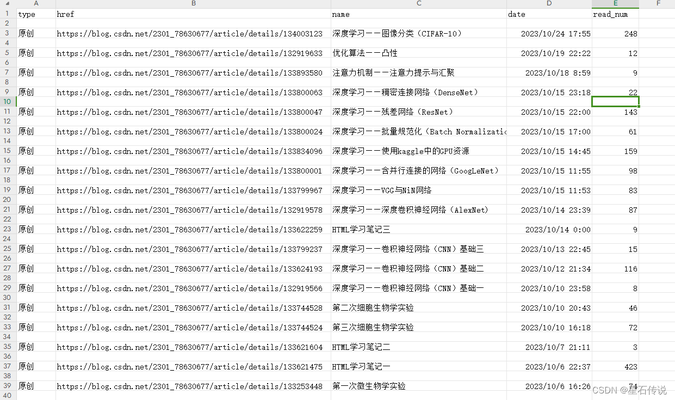 A B C D E F
1 type href name date read_num
2
3 原创 https://blog.csdn.net/2301_78630677/article/details/134003123 深度学习——图像分类（CIFAR-10） 2023/10/24 17:55 248
4
5 原创 https://blog.csdn.net/2301_78630677/article/details/132919633 优化算法——凸性 2023/10/19 22:22 12
6
7 原创 https://blog.csdn.net/2301_78630677/article/details/133893580 注意力机制——注意力提示与汇聚 2023/10/18 8:59 9
8
9 原创 https://blog.csdn.net/2301_78630677/article/details/133800063 深度学习——稠密连接网络（DenseNet） 2023/10/15 23:18 22
10
11 原创 https://blog.csdn.net/2301_78630677/article/details/133800047 深度学习——残差网络（ResNet） 2023/10/15 22:00 143
12
13 原创 https://blog.csdn.net/2301_78630677/article/details/133800024 深度学习——批量规范化（Batch Normalizatio 2023/10/15 17:00 61
14
15 原创 https://blog.csdn.net/2301_78630677/article/details/133834096 深度学习——使用kaggle中的GPU资源 2023/10/15 14:45 159
16
17 原创 https://blog.csdn.net/2301_78630677/article/details/133800001 深度学习——含并行连接的网络（GoogLeNet） 2023/10/15 11:55 98
18
19 原创 https://blog.csdn.net/2301_78630677/article/details/133799967 深度学习——VGG与NiN网络 2023/10/15 11:53 83
20
21 原创 https://blog.csdn.net/2301_78630677/article/details/132919578 深度学习——深度卷积神经网络（AlexNet) 2023/10/14 23:39 87
22
23 原创 https://blog.csdn.net/2301_78630677/article/details/133622259 HTML学习笔记三 2023/10/14 0:00 9
24
25 原创 https://blog.csdn.net/2301_78630677/article/details/133799237 深度学习——卷积神经网络（CNN）基础三 2023/10/13 22:45 15
26
27 原创 https://blog.csdn.net/2301_78630677/article/details/133624193 深度学习——卷积神经网络（CNN）基础二 2023/10/12 21:34 116
28
29 原创 https://blog.csdn.net/2301_78630677/article/details/132919566 深度学习——卷积神经网络（CNN）基础一 2023/10/10 23:58 8
30
31 原创 https://blog.csdn.net/2301_78630677/article/details/133744528 第二次细胞生物学实验 2023/10/10 20:43 46
32
33 原创 https://blog.csdn.net/2301_78630677/article/details/133744524 第三次细胞生物学实验 2023/10/10 16:18 72
34
35 原创 https://blog.csdn.net/2301_78630677/article/details/133621604 HTML学习笔记二 2023/10/7 21:11 3
36
37 原创 https://blog.csdn.net/2301_78630677/article/details/133621475 HTML学习笔记一 2023/10/6 22:37 423
38
39 原创 https://blog.csdn.net/2301_78630677/article/details/133253448 第一次微生物学实验 2023/10/6 16:26 74
CSDN @星石传说
40